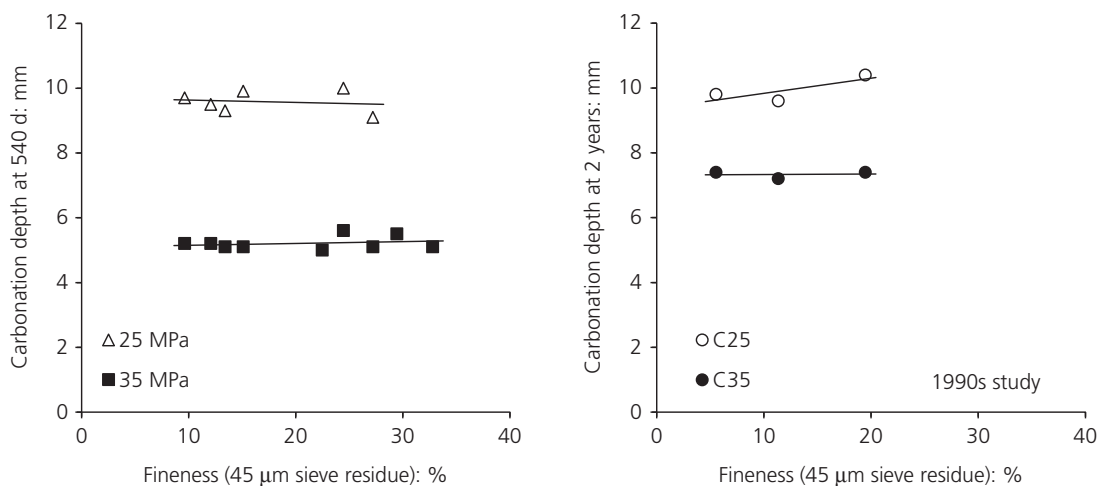 Carbonation depth at 540 d: mm
12
10
8
6
4
2
0
25 MPa
35 MPa
0
10
20
30
40
Fineness (45 μm sieve residue): %
Carbonation depth at 2 years: mm
12
10
8
6
4
2
0
C25
C35
1990s study
0
10
20
30
40
Fineness (45 μm sieve residue): %